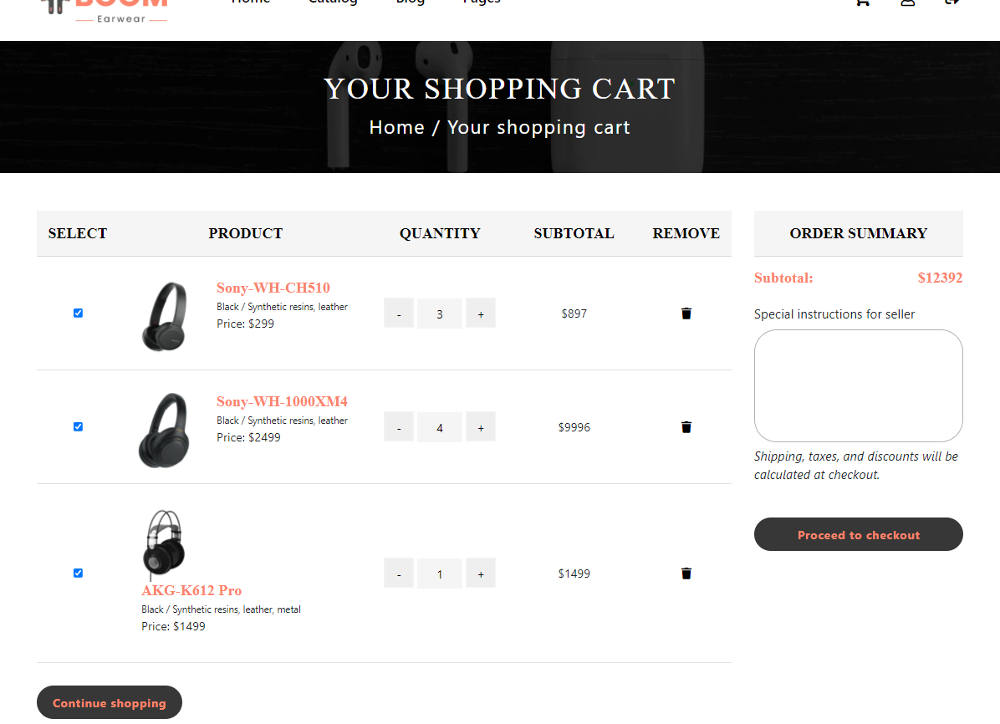 BOOM
Home Catalog Blog Pages
Earwear
YOUR SHOPPING CART
Home / Your shopping cart
SELECT PRODUCT QUANTITY SUBTOTAL REMOVE
Sony-WH-CH510
Black / Synthetic resins, leather
Price: $299
- 3 + $897
Sony-WH-1000XM4
Black / Synthetic resins, leather
Price: $2499
- 4 + $9996
AKG-K612 Pro
Black / Synthetic resins, leather, metal
Price: $1499
- 1 + $1499
Continue shopping
ORDER SUMMARY
Subtotal: $12392
Special instructions for seller
Shipping, taxes, and discounts will be
calculated at checkout.
Proceed to checkout